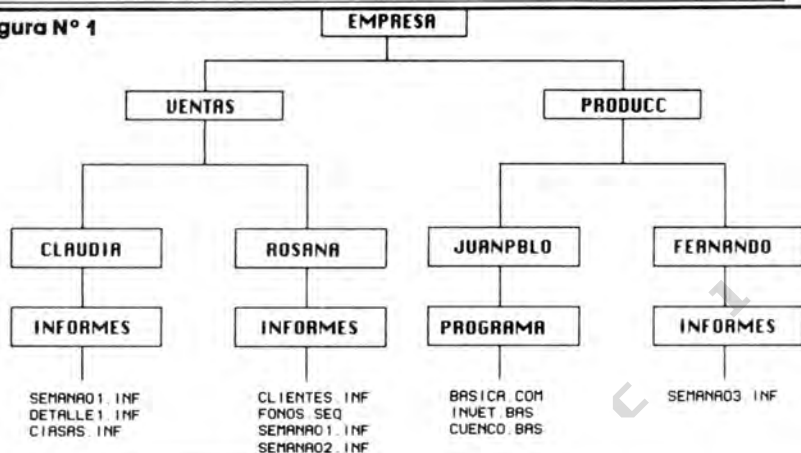 gura Nº 1
EMPRESA
VENTAS
PRODUCC
CLAUDIA
ROSANA
JUANPBLO
FERNANDO
INFORMES
INFORMES
PROGRAMA
INFORMES
SEMANA01.INF
DETALLE1.INF
CIASAS.INF
CLIENTES.INF
FONOS.SEQ
SEMANA01.INF
SEMANA02.INF
BASICA.COM
INVET.BAS
CUENCO.BAS
SEMANA03.INF